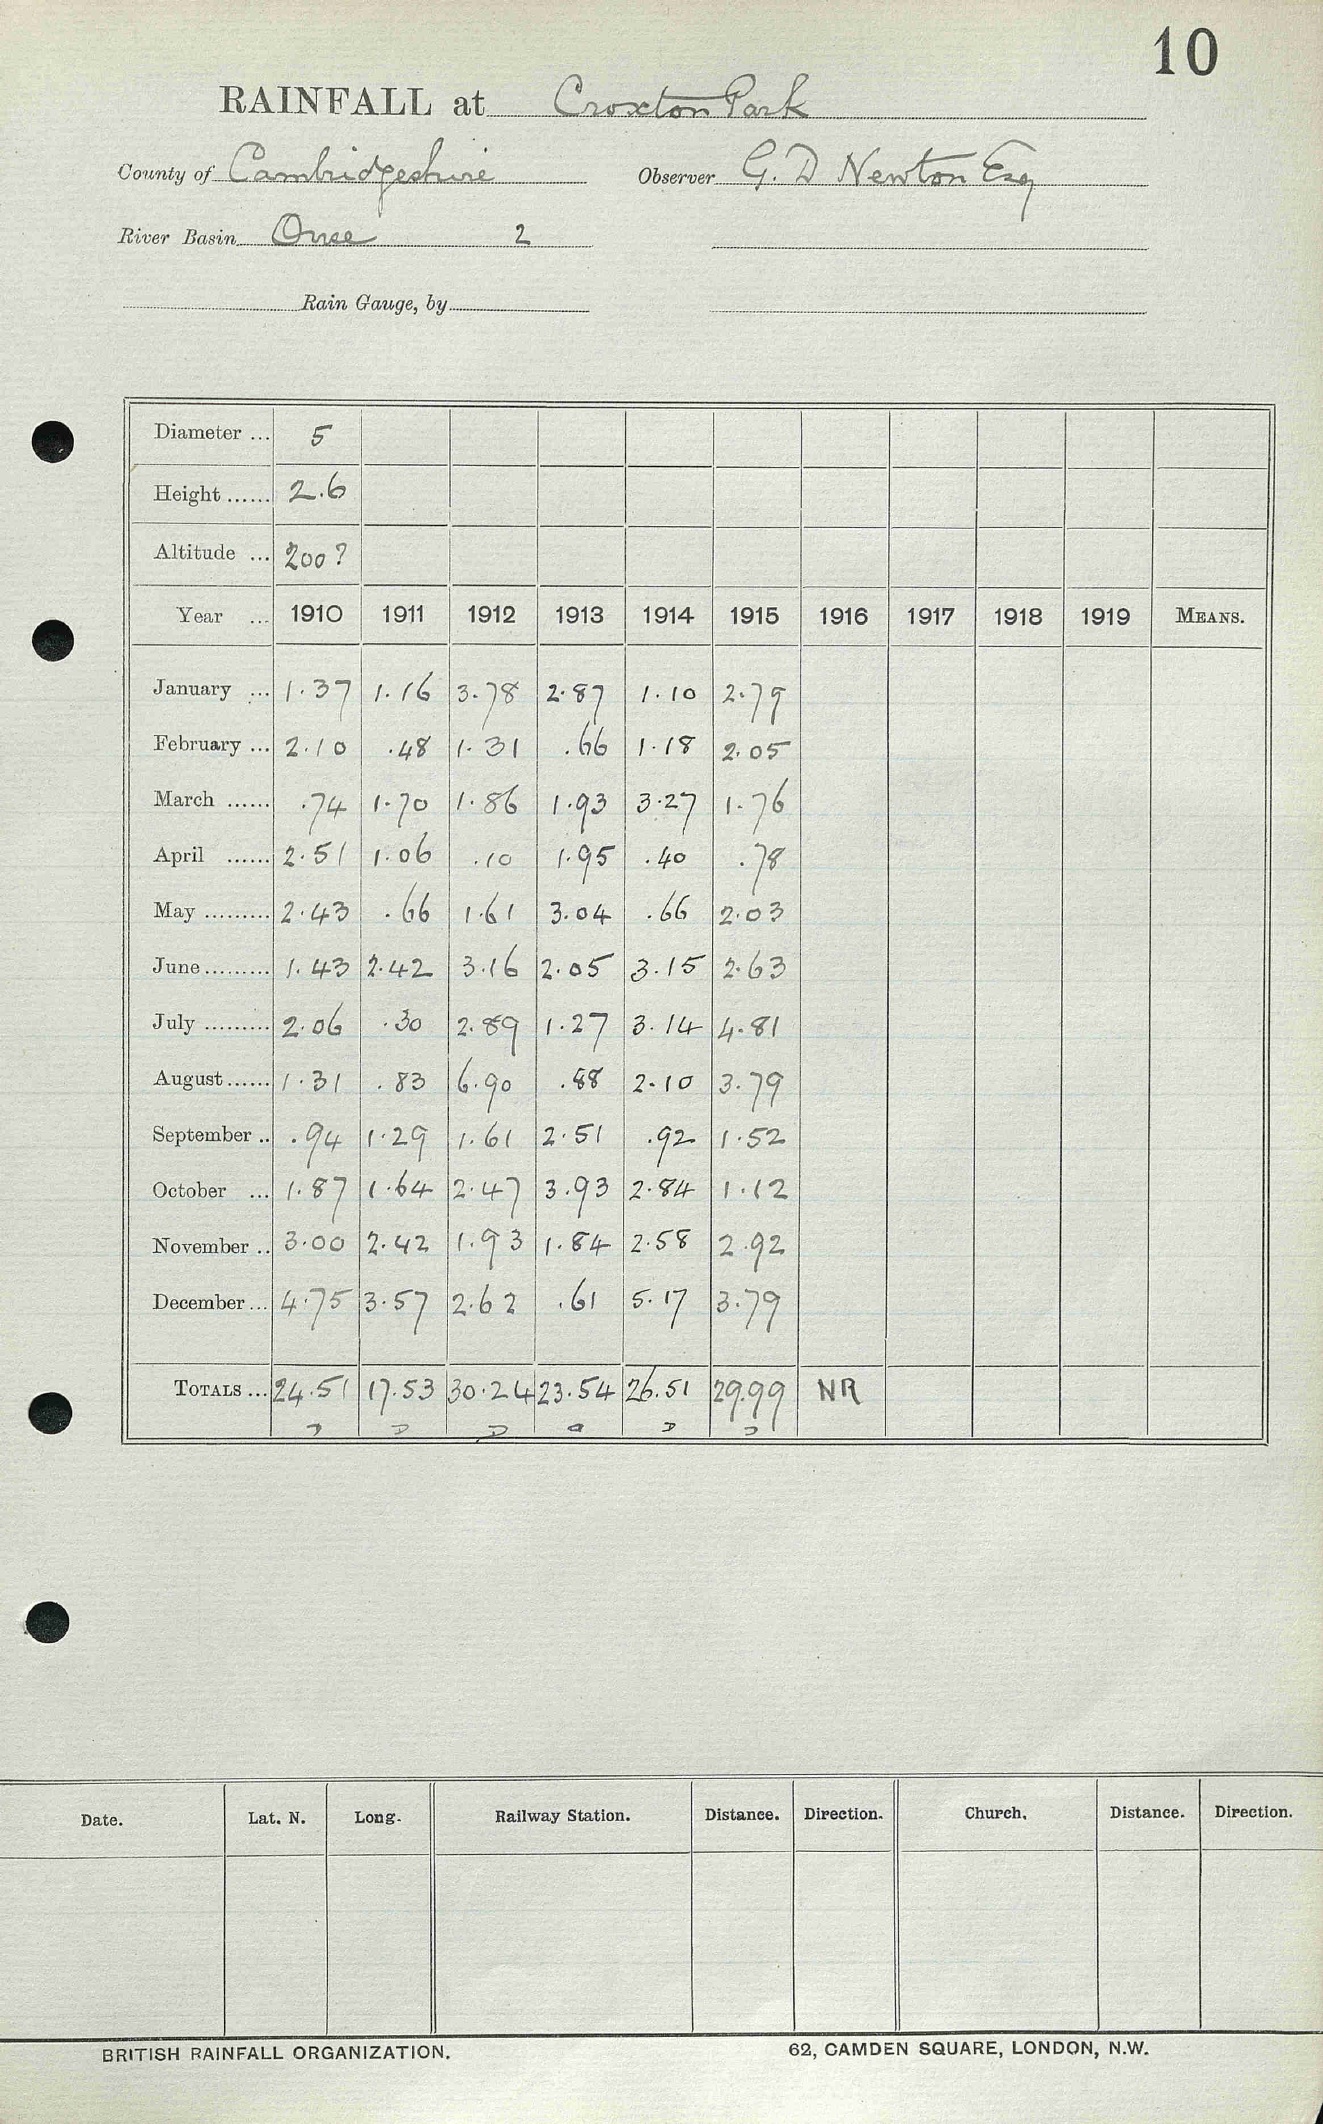 10
RAINFALL at Croxton Park
County of Cambridgeshire Observer G. D Newton Esq
River Basin Ouse 2
Rain Gauge, by
Diameter ... 5
Height ...... 2.6
Altitude ... 200?
Year ... 1910 1911 1912 1913 1914 1915 1916 1917 1918 1919 MEANS.
January ... 1.37 1.16 3.78 2.87 1.10 2.79
February ... 2.10 .48 1.31 .66 1.18 2.05
March ...... .74 1.70 1.86 1.93 3.27 1.76
April ...... 2.51 1.06 .10 1.95 .40 .78
May ......... 2.43 .66 1.61 3.04 .66 2.03
June ......... 1.43 2.42 3.16 2.05 3.15 2.63
July ......... 2.06 .30 2.89 1.27 3.14 4.81
August ...... 1.31 .83 6.90 .88 2.10 3.79
September .. .94 1.29 1.61 2.51 .92 1.52
October ... 1.87 1.64 2.47 3.93 2.84 1.12
November .. 3.00 2.42 1.93 1.84 2.58 2.92
December ... 4.75 3.57 2.62 .61 5.17 3.79
TOTALS ... 24.51 17.53 30.24 23.54 26.51 29.99 NR
Date. Lat. N. Long. Railway Station. Distance. Direction. Church. Distance. Direction.
BRITISH RAINFALL ORGANIZATION. 62, CAMDEN SQUARE, LONDON, N.W.